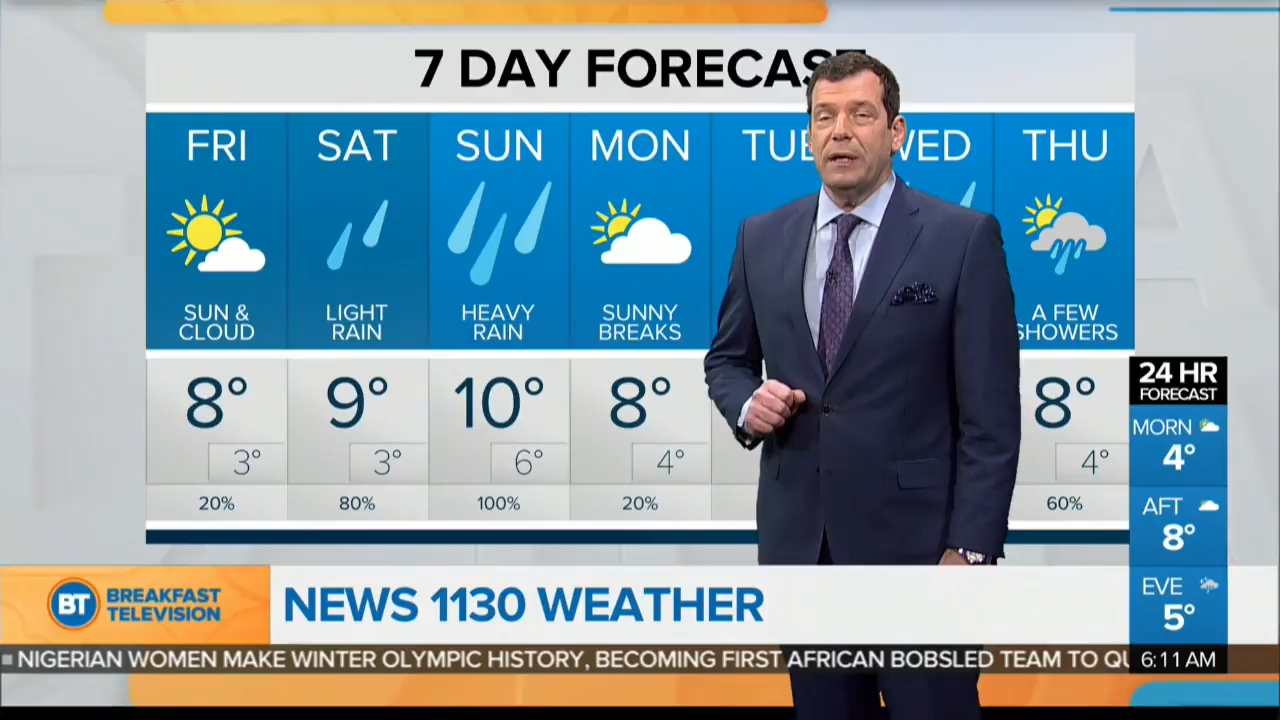 7 DAY FORECAST
FRI SAT SUN MON TUE WED THU
SUN & CLOUD
LIGHT RAIN
HEAVY RAIN
SUNNY BREAKS
A FEW SHOWERS
8° 9° 10° 8° 8°
3° 3° 6° 4° 4°
20% 80% 100% 20% 60%
24 HR
FORECAST
MORN
4°
AFT
8°
EVE
5°
BT BREAKFAST
TELEVISION
NEWS 1130 WEATHER
NIGERIAN WOMEN MAKE WINTER OLYMPIC HISTORY, BECOMING FIRST AFRICAN BOBSLED TEAM TO
6:11 AM